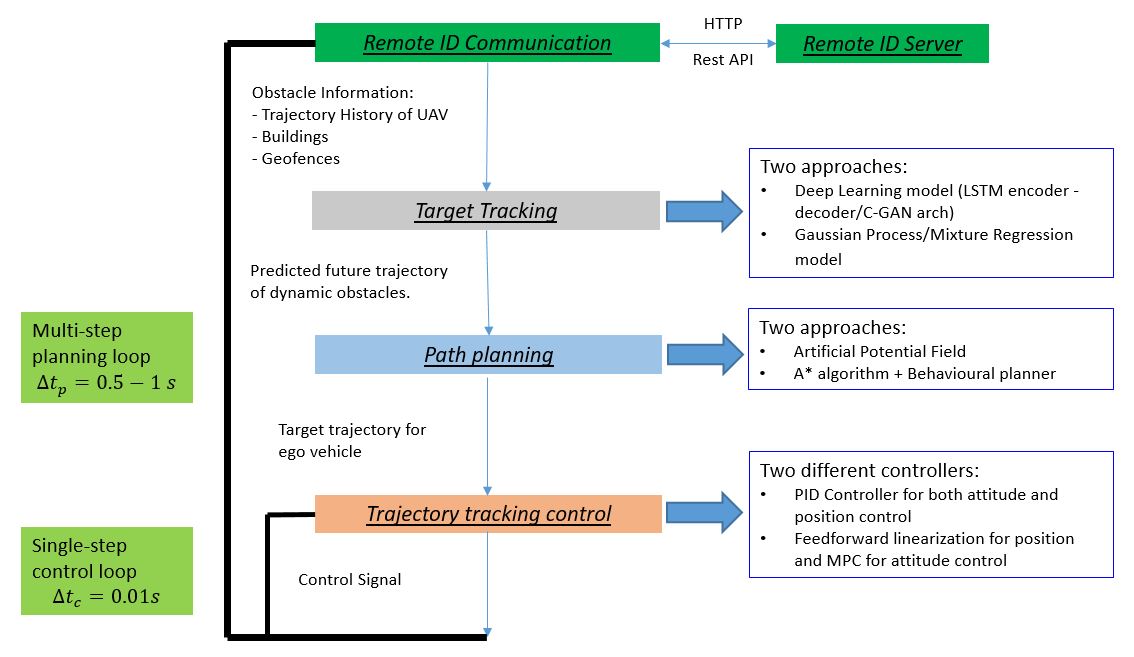 HTTP
Remote ID Communication
Remote ID Server
Rest API
Obstacle Information:
- Trajectory History of UAV
- Buildings
- Geofences
Target Tracking
Two approaches:
• Deep Learning model (LSTM encoder -
decoder/C-GAN arch)
• Gaussian Process/Mixture Regression
model
Predicted future trajectory
of dynamic obstacles.
Multi-step
planning loop
Δt_p = 0.5 − 1 s
Path planning
Two approaches:
• Artificial Potential Field
• A* algorithm + Behavioural planner
Target trajectory for
ego vehicle
Trajectory tracking control
Two different controllers:
• PID Controller for both attitude and
position control
• Feedforward linearization for position
and MPC for attitude control
Single-step
control loop
Δt_c = 0.01s
Control Signal